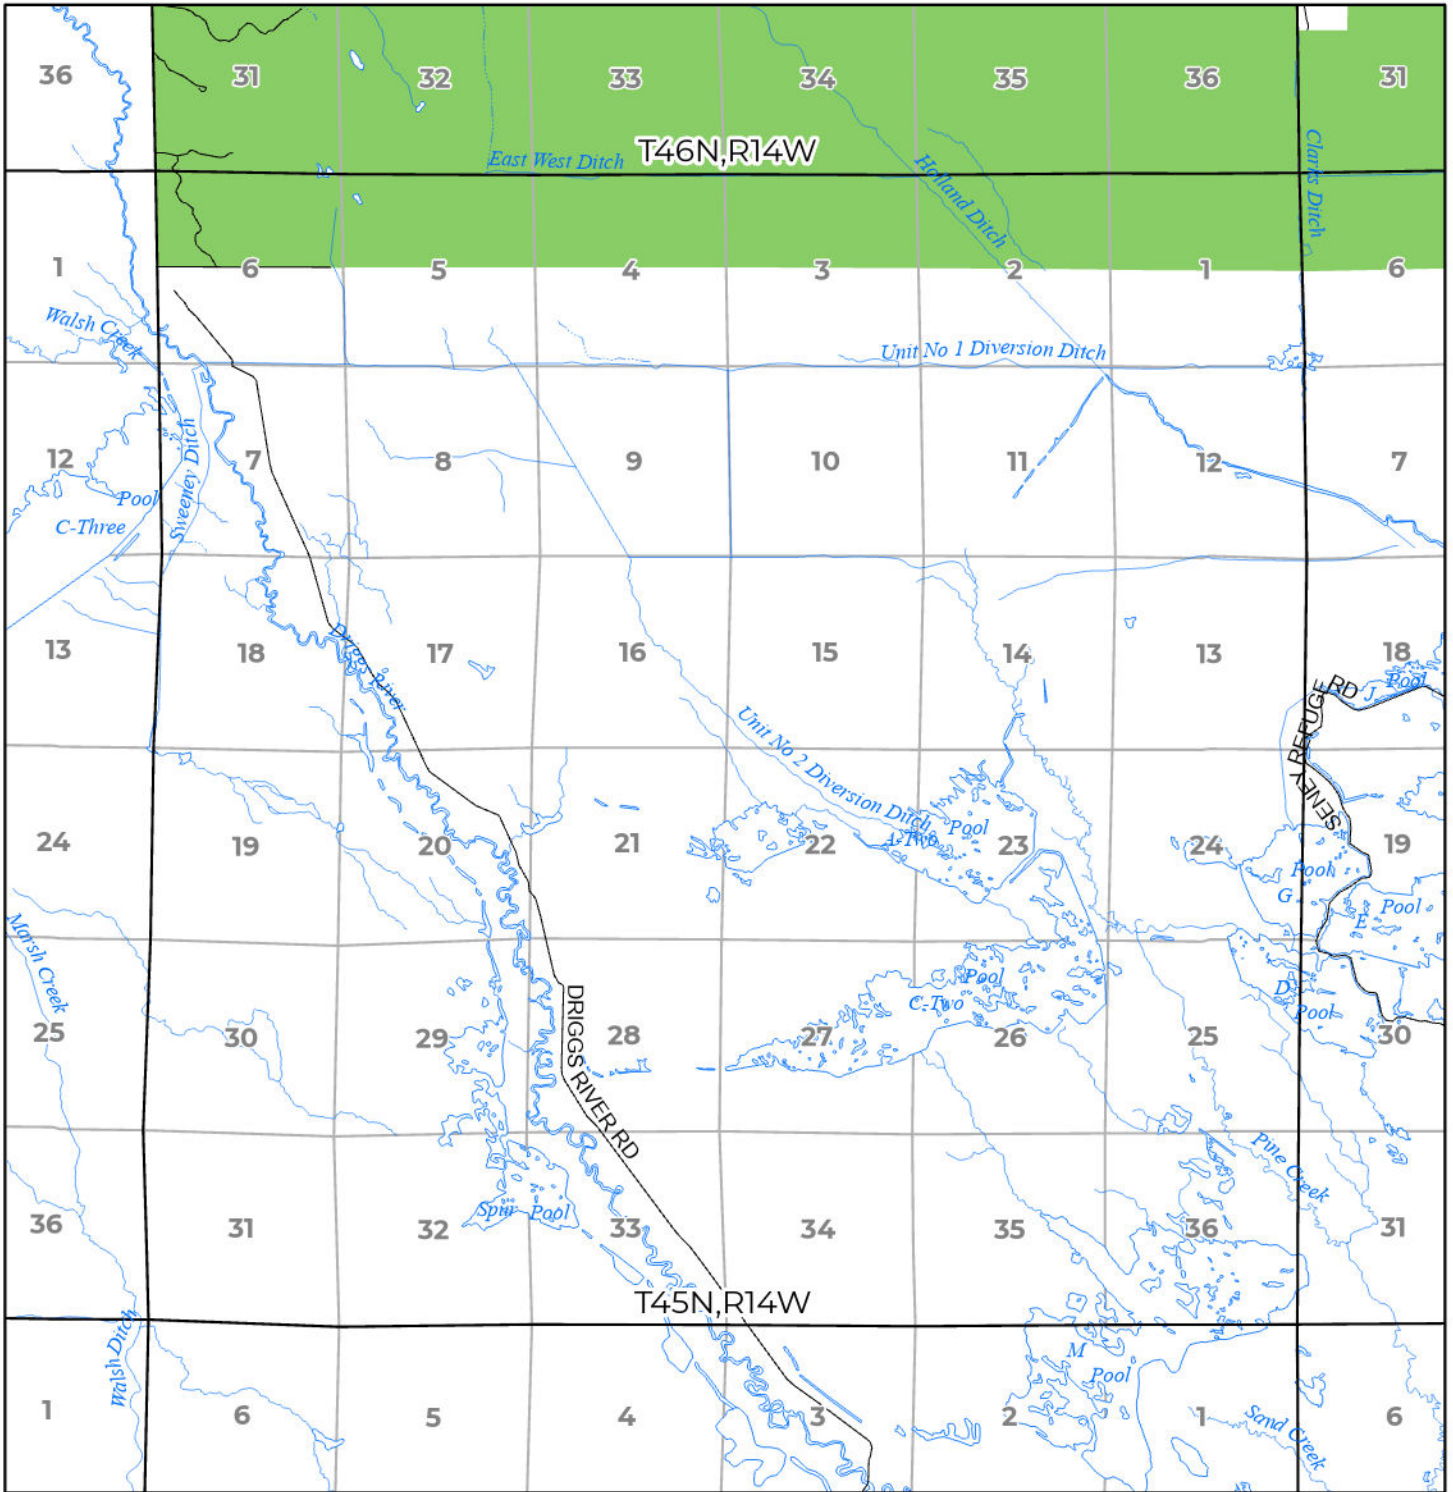 36 31 32 33 34 35 36 31
T46N,R14W
East West Ditch
Holland Ditch
Clarks Ditch
1 6 5 4 3 2 1 6
Walsh Creek
Unit No 1 Diversion Ditch
12 7 8 9 10 11 12 7
Pool
C-Three
Sweeney Ditch
13 18 17 16 15 14 13 18
Driggs River
SENEY REFUGE RD
J Pool
Unit No 2 Diversion Ditch
24 19 20 21 22 23 24 19
A-Two Pool
Pool
G
E Pool
Marsh Creek
25 30 29 28 27 26 25 30
Pool
C-Two
D
Pool
DRIGGS RIVER RD
Pine Creek
36 31 32 33 34 35 36 31
Spur Pool
T45N,R14W
Walsh Ditch
M
Pool
1 6 5 4 3 2 1 6
Sand Creek